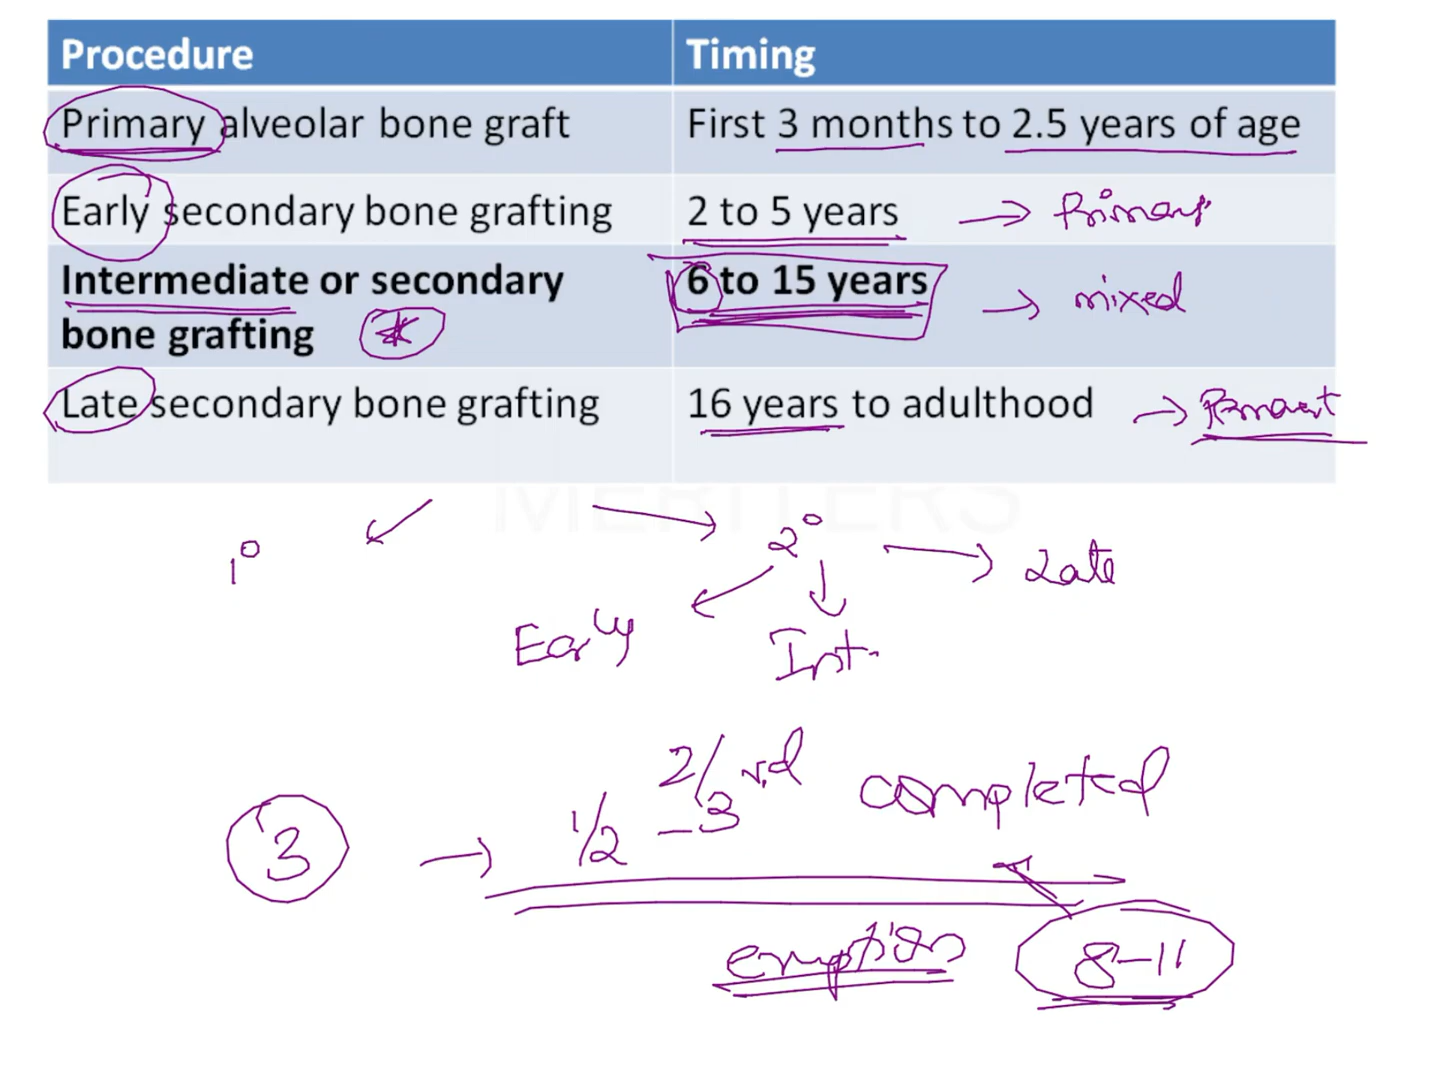 Procedure Timing
Primary alveolar bone graft First 3 months to 2.5 years of age
Early secondary bone grafting 2 to 5 years → Primary
Intermediate or secondary 6 to 15 years → mixed
bone grafting
Late secondary bone grafting 16 years to adulthood →
MERITERS
1° 2° → Late
Early Int.
3 → 1/2 – 2/3rd completed
eruption 8–11